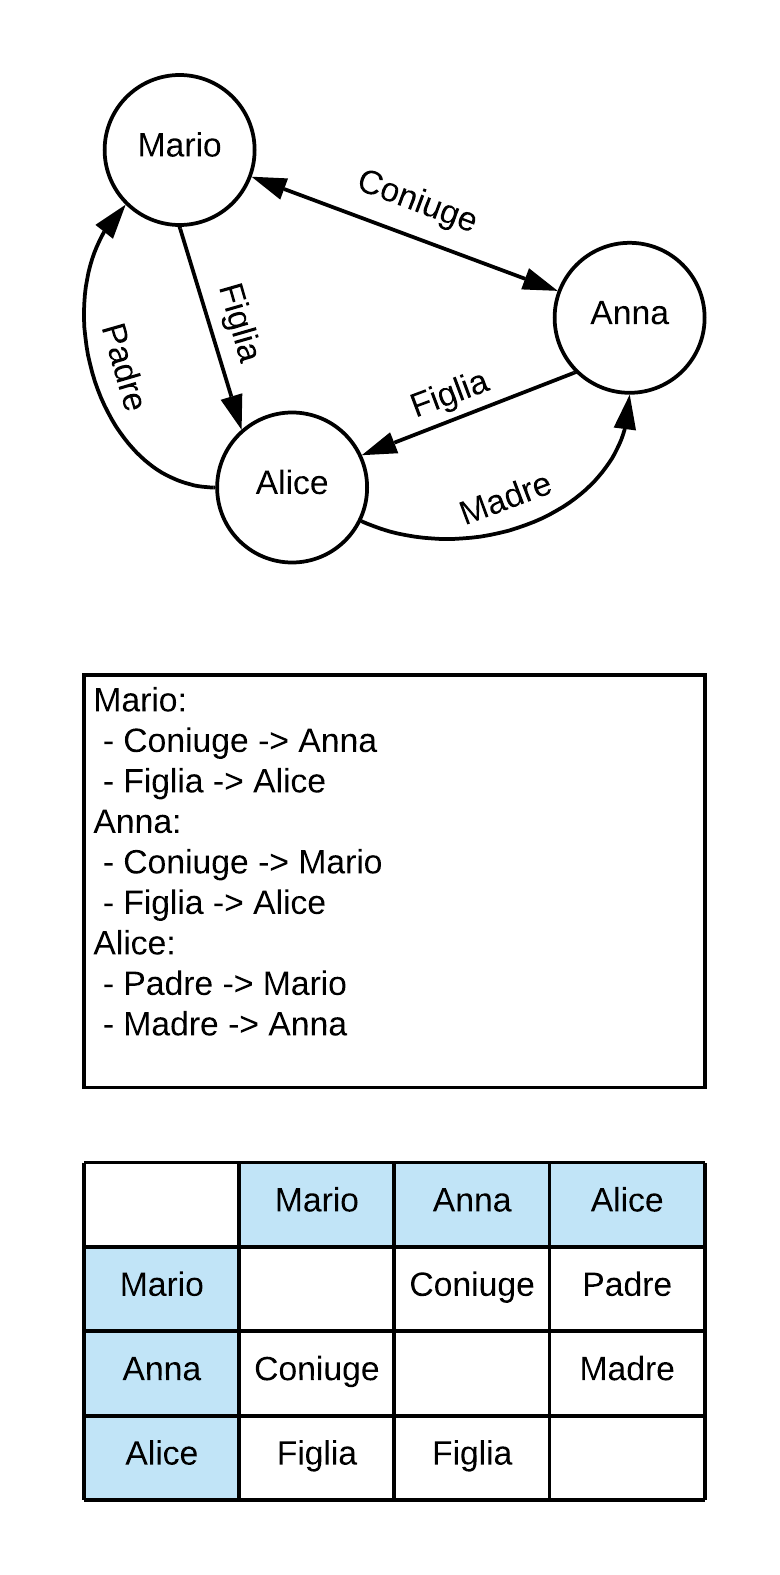 Mario
Coniuge
Anna
Figlia
Padre
Figlia
Alice
Madre
Mario:
- Coniuge -> Anna
- Figlia -> Alice
Anna:
- Coniuge -> Mario
- Figlia -> Alice
Alice:
- Padre -> Mario
- Madre -> Anna
Mario Anna Alice
Mario Coniuge Padre
Anna Coniuge Madre
Alice Figlia Figlia